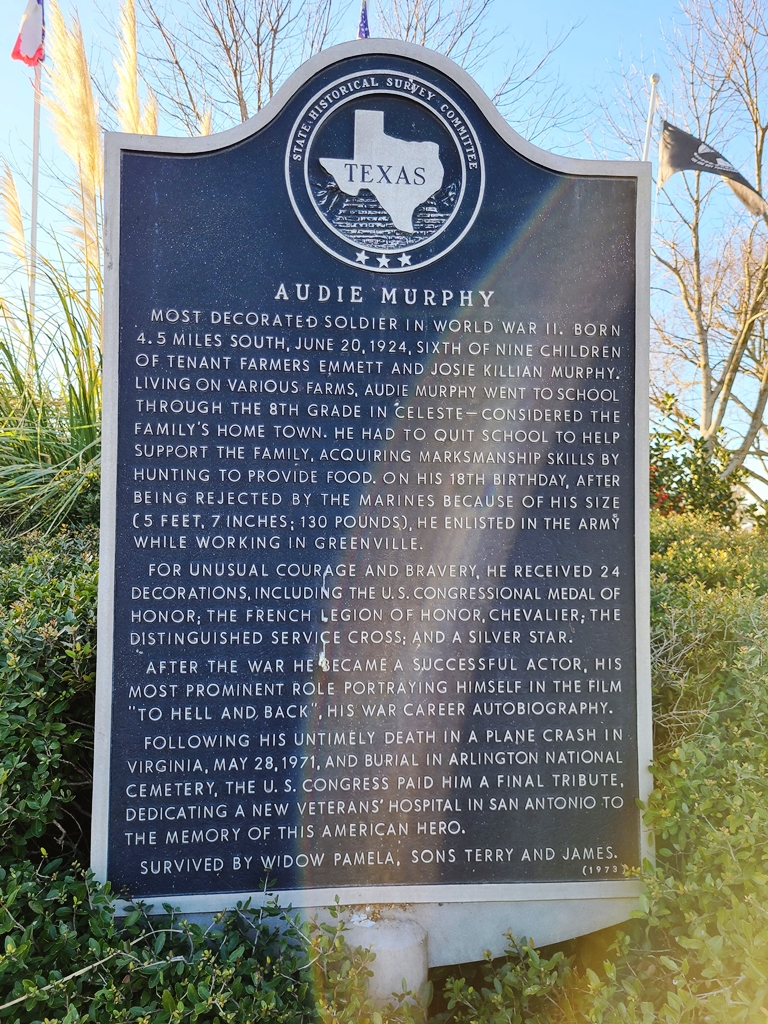 STATE HISTORICAL SURVEY COMMITTEE
TEXAS
AUDIE MURPHY
MOST DECORATED SOLDIER IN WORLD WAR II. BORN
4.5 MILES SOUTH, JUNE 20, 1924, SIXTH OF NINE CHILDREN
OF TENANT FARMERS EMMETT AND JOSIE KILLIAN MURPHY.
LIVING ON VARIOUS FARMS, AUDIE MURPHY WENT TO SCHOOL
THROUGH THE 8TH GRADE IN CELESTE—CONSIDERED THE
FAMILY'S HOME TOWN. HE HAD TO QUIT SCHOOL TO HELP
SUPPORT THE FAMILY, ACQUIRING MARKSMANSHIP SKILLS BY
HUNTING TO PROVIDE FOOD. ON HIS 18TH BIRTHDAY, AFTER
BEING REJECTED BY THE MARINES BECAUSE OF HIS SIZE
(5 FEET, 7 INCHES; 130 POUNDS), HE ENLISTED IN THE ARMY
WHILE WORKING IN GREENVILLE.
FOR UNUSUAL COURAGE AND BRAVERY, HE RECEIVED 24
DECORATIONS, INCLUDING THE U.S. CONGRESSIONAL MEDAL OF
HONOR; THE FRENCH LEGION OF HONOR, CHEVALIER; THE
DISTINGUISHED SERVICE CROSS; AND A SILVER STAR.
AFTER THE WAR HE BECAME A SUCCESSFUL ACTOR, HIS
MOST PROMINENT ROLE PORTRAYING HIMSELF IN THE FILM
"TO HELL AND BACK", HIS WAR CAREER AUTOBIOGRAPHY.
FOLLOWING HIS UNTIMELY DEATH IN A PLANE CRASH IN
VIRGINIA, MAY 28, 1971, AND BURIAL IN ARLINGTON NATIONAL
CEMETERY, THE U.S. CONGRESS PAID HIM A FINAL TRIBUTE,
DEDICATING A NEW VETERANS' HOSPITAL IN SAN ANTONIO TO
THE MEMORY OF THIS AMERICAN HERO.
SURVIVED BY WIDOW PAMELA, SONS TERRY AND JAMES.
(1973)